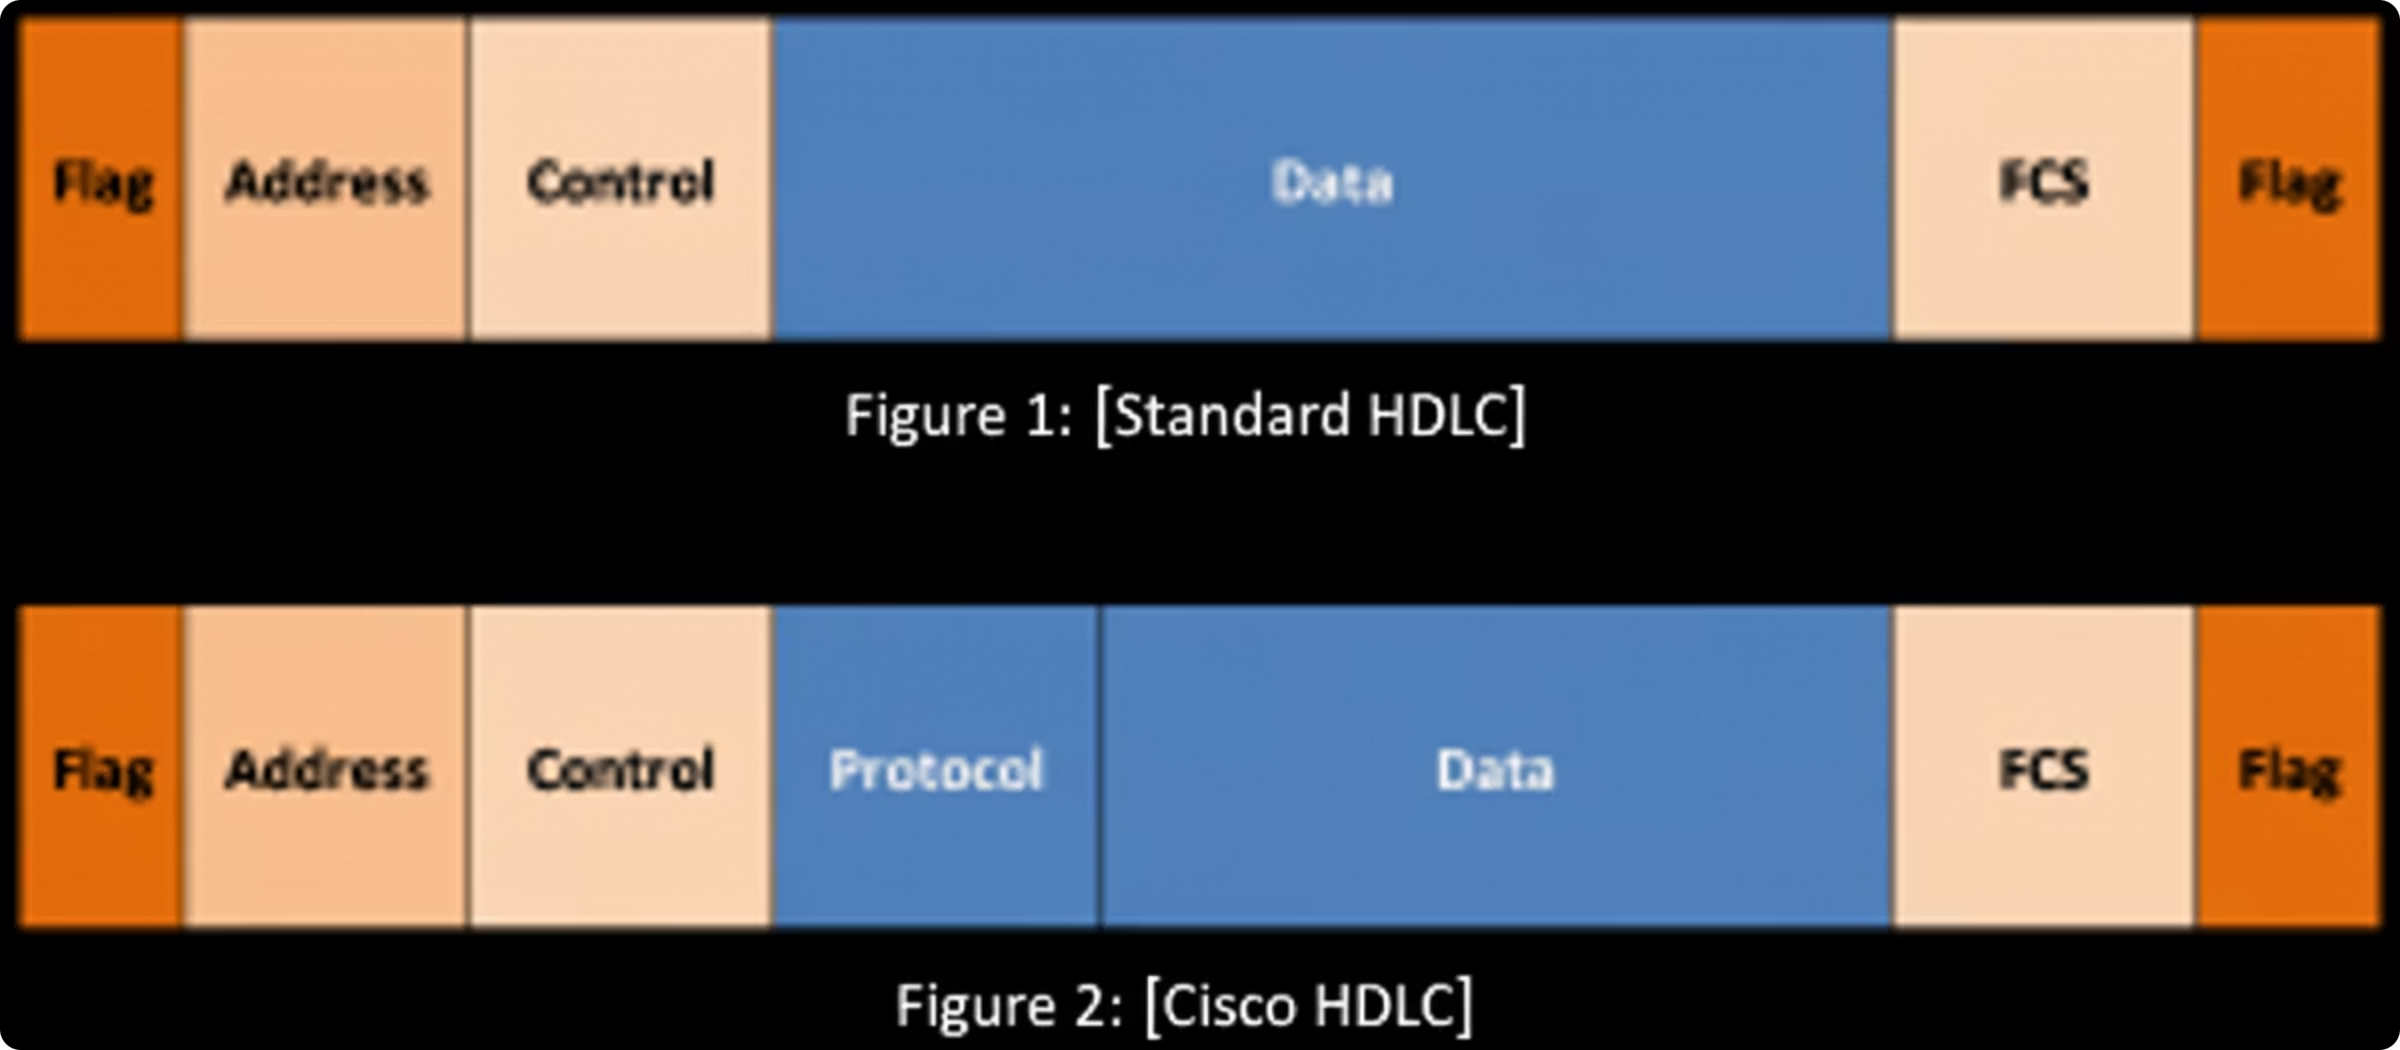 Flag Address Control Data FCS Flag
Figure 1: [Standard HDLC]
Flag Address Control Protocol Data FCS Flag
Figure 2: [Cisco HDLC]